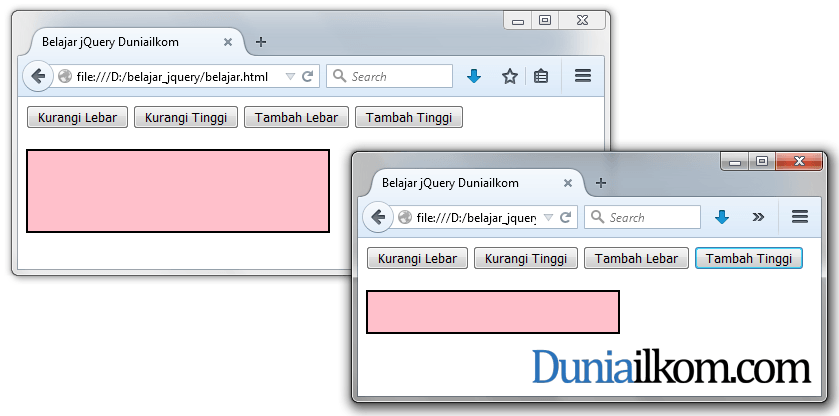 Belajar jQuery Duniailkom
file:///D:/belajar_jquery/belajar.html
Search
Kurangi Lebar
Kurangi Tinggi
Tambah Lebar
Tambah Tinggi
Belajar jQuery Duniailkom
file:///D:/belajar_jquery
Search
Kurangi Lebar
Kurangi Tinggi
Tambah Lebar
Tambah Tinggi
Duniailkom.com